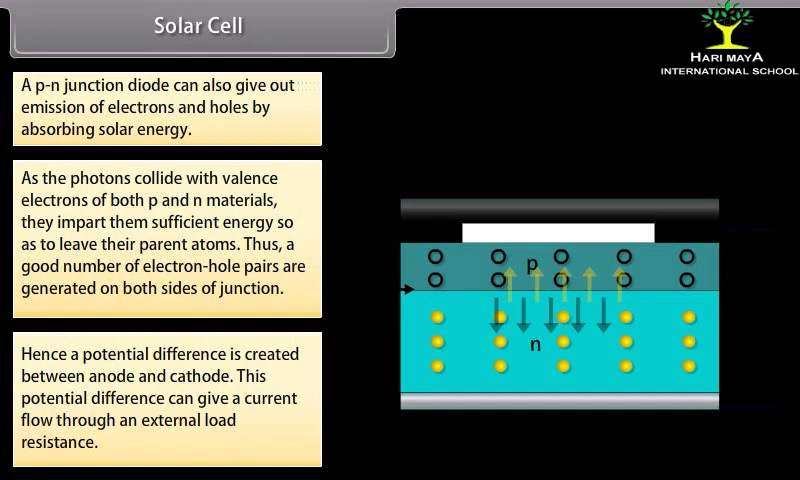 Solar Cell
HARI MAYA
INTERNATIONAL SCHOOL
A p-n junction diode can also give out
emission of electrons and holes by
absorbing solar energy.
As the photons collide with valence
electrons of both p and n materials,
they impart them sufficient energy so
as to leave their parent atoms. Thus, a
good number of electron-hole pairs are
generated on both sides of junction.
Hence a potential difference is created
between anode and cathode. This
potential difference can give a current
flow through an external load
resistance.
p
n